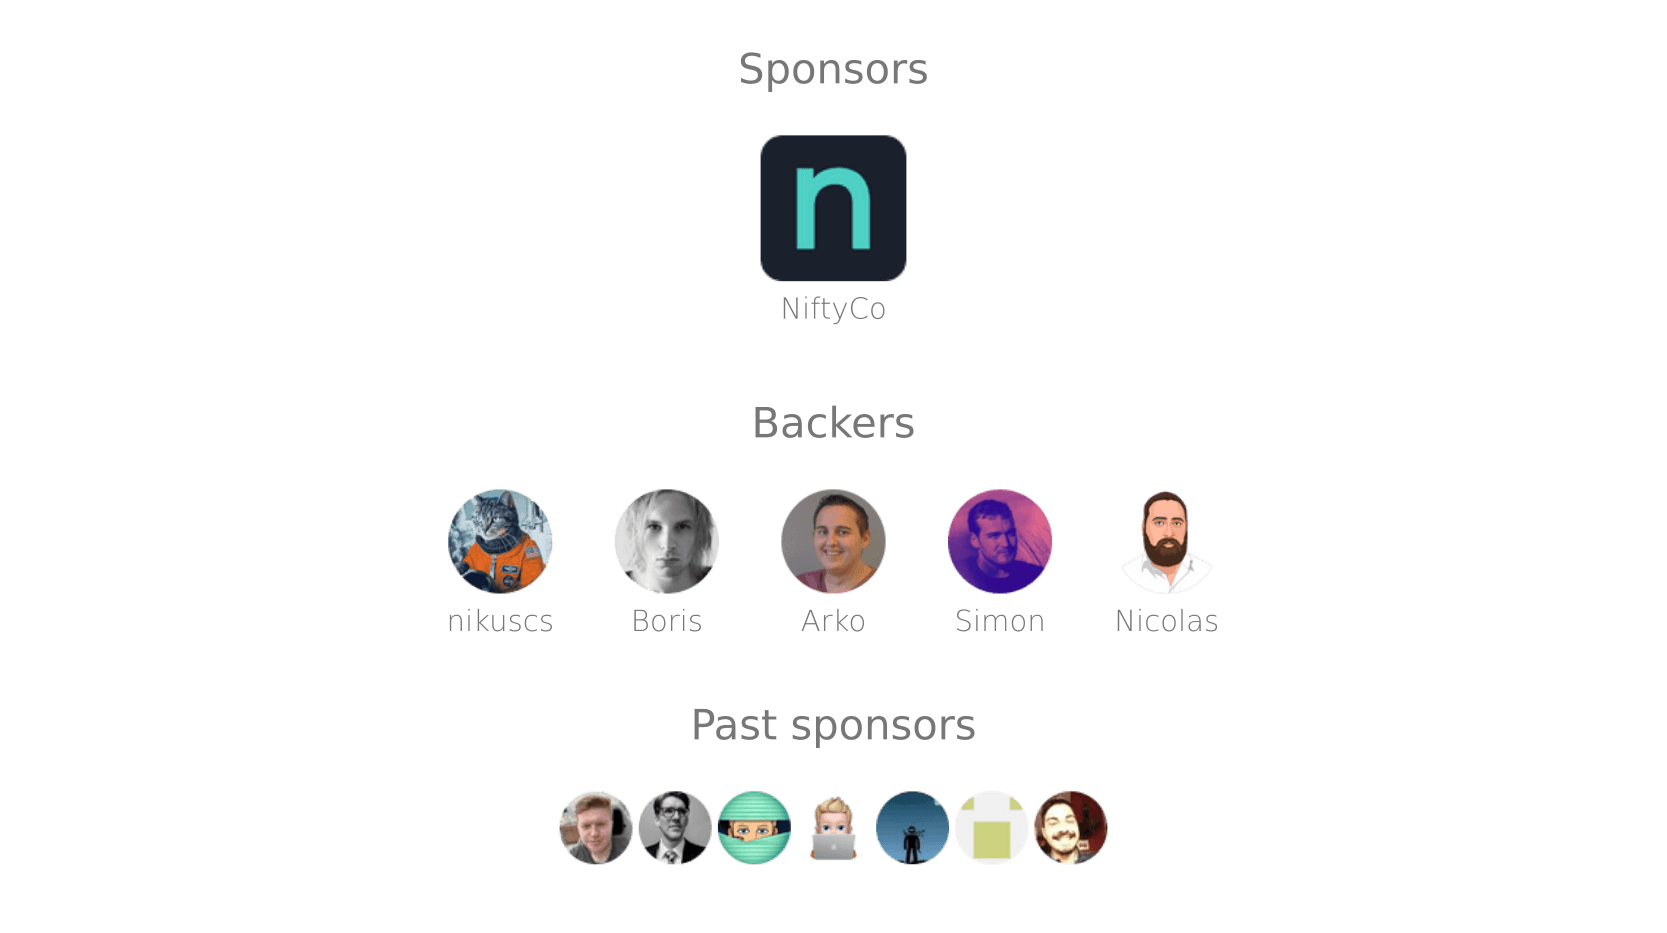 Sponsors
n
NiftyCo
Backers
nikuscs
Boris
Arko
Simon
Nicolas
Past sponsors